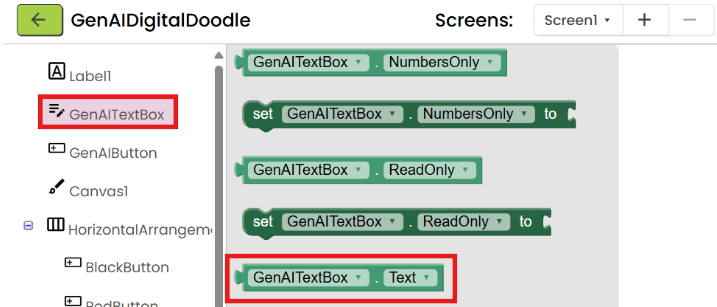 GenAIDigitalDoodle Screens: Screen1
Label1
GenAITextBox
GenAIButton
Canvas1
HorizontalArrangeme
BlackButton
RedButton
GenAITextBox . NumbersOnly
set GenAITextBox . NumbersOnly to
GenAITextBox . ReadOnly
set GenAITextBox . ReadOnly to
GenAITextBox . Text